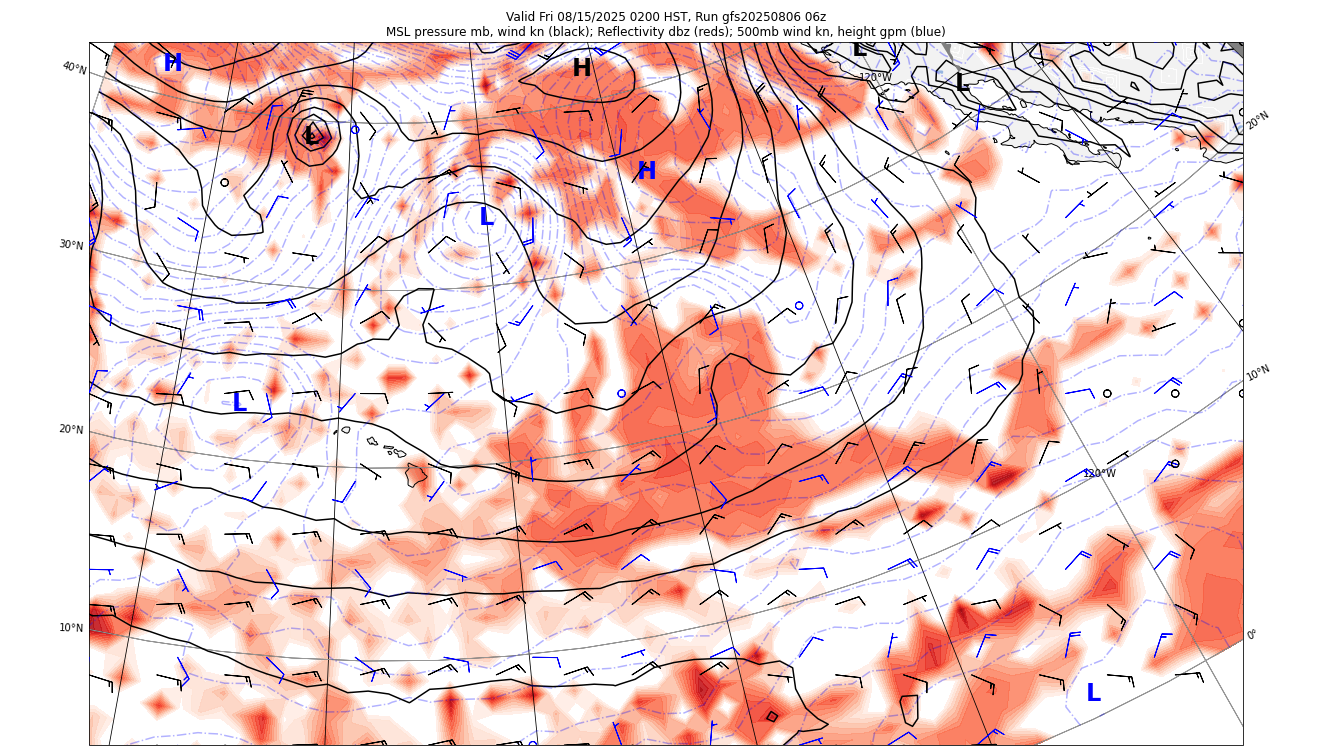 Valid Fri 08/15/2025 0200 HST, Run gfs20250806 06z
MSL pressure mb, wind kn (black); Reflectivity dbz (reds); 500mb wind kn, height gpm (blue)
H
H
L
L
120°W
40°N
20°N
L
H
L
30°N
10°N
L
20°N
120°W
10°N
0°
L